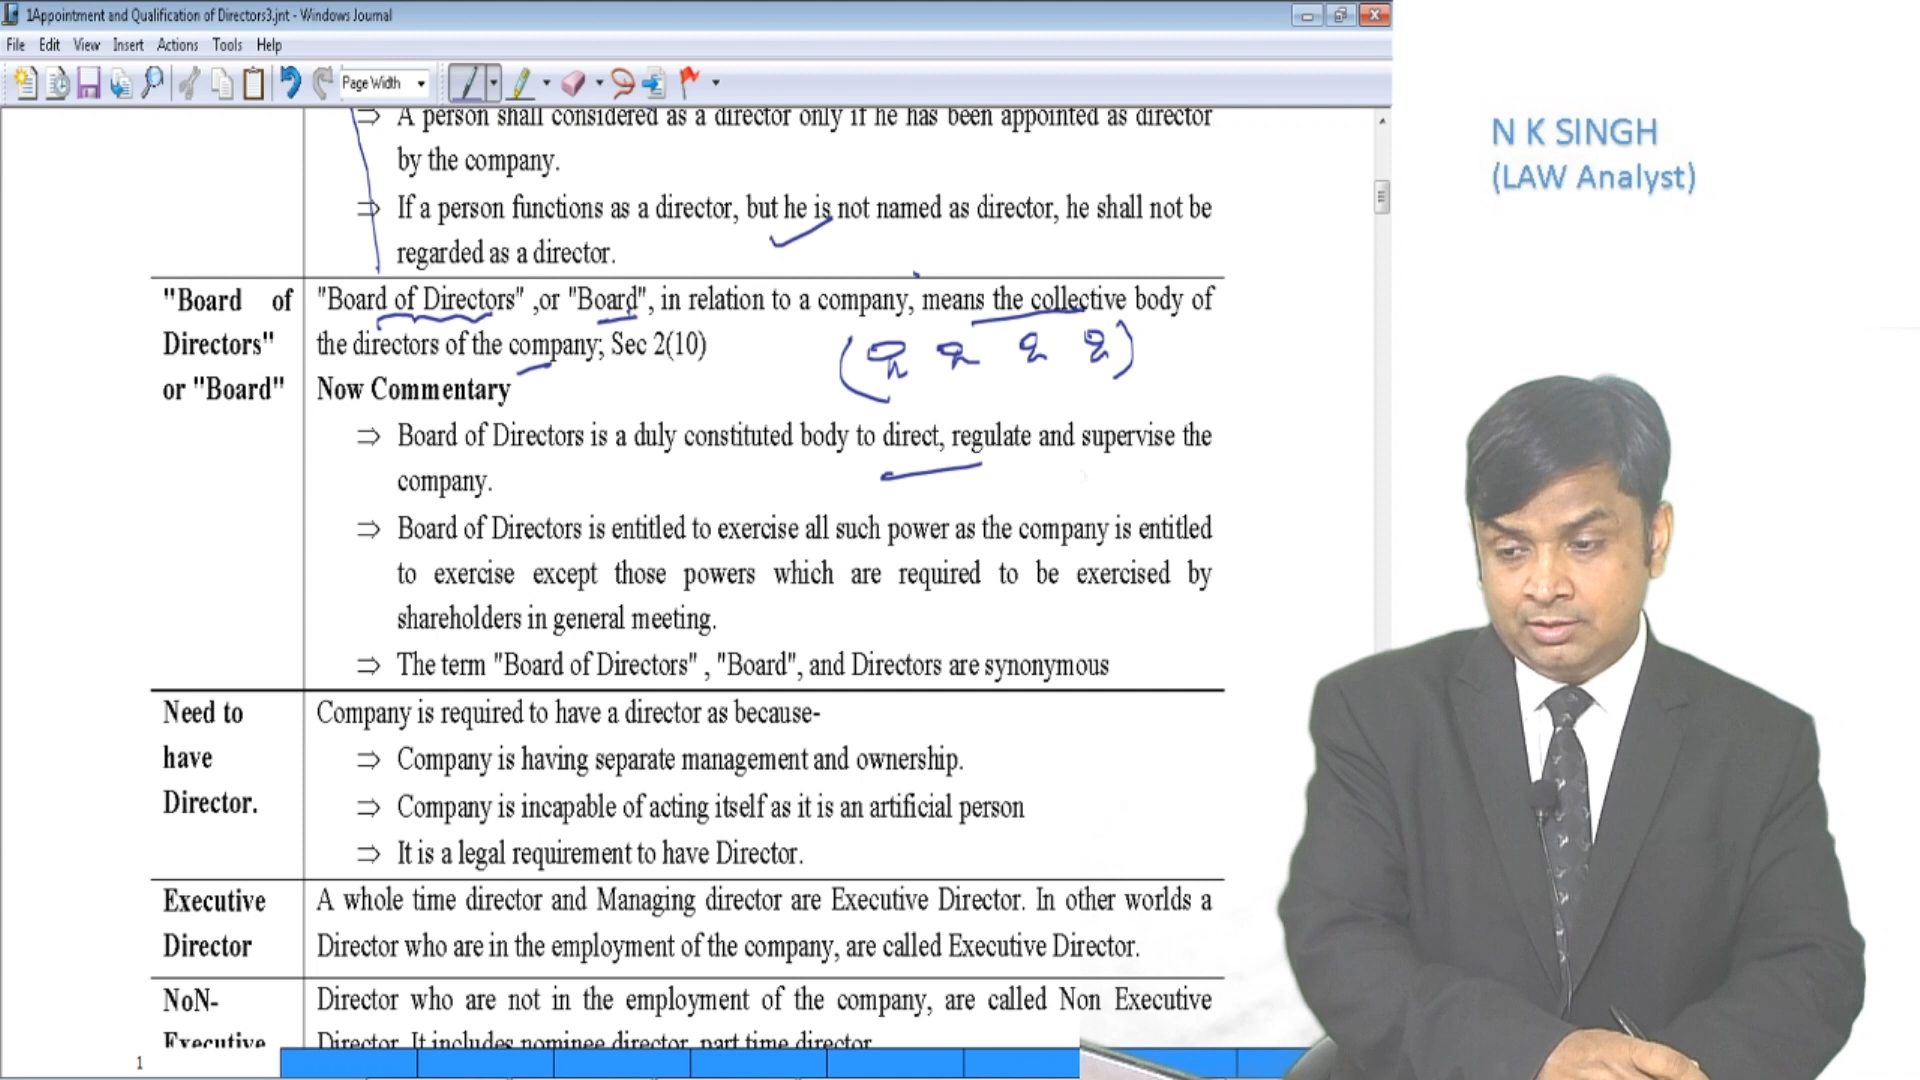 1Appointment and Qualification of Directors3.jnt - Windows Journal
File Edit View Insert Actions Tools Help
Page Width
N K SINGH
(LAW Analyst)
⇒ A person shall considered as a director only if he has been appointed as director
by the company.
⇒ If a person functions as a director, but he is not named as director, he shall not be
regarded as a director.
"Board of
Directors"
or "Board"
"Board of Directors" ,or "Board", in relation to a company, means the collective body of
the directors of the company; Sec 2(10)
Now Commentary
⇒ Board of Directors is a duly constituted body to direct, regulate and supervise the
company.
⇒ Board of Directors is entitled to exercise all such power as the company is entitled
to exercise except those powers which are required to be exercised by
shareholders in general meeting.
⇒ The term "Board of Directors" , "Board", and Directors are synonymous
Need to
have
Director.
Company is required to have a director as because-
⇒ Company is having separate management and ownership.
⇒ Company is incapable of acting itself as it is an artificial person
⇒ It is a legal requirement to have Director.
Executive
Director
A whole time director and Managing director are Executive Director. In other worlds a
Director who are in the employment of the company, are called Executive Director.
NoN-
Executive
Director who are not in the employment of the company, are called Non Executive
Director. It includes nominee director, part time director
1